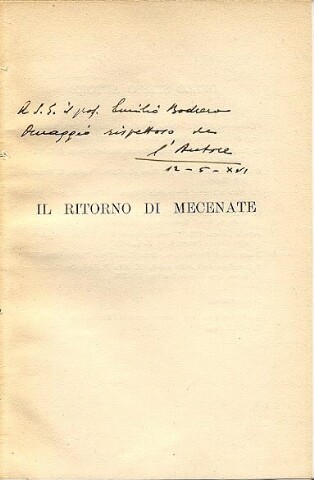 A S. E. il prof. Emilio Bodrero
Omaggio rispettoso de
l'Autore
12-5-XVI
IL RITORNO DI MECENATE